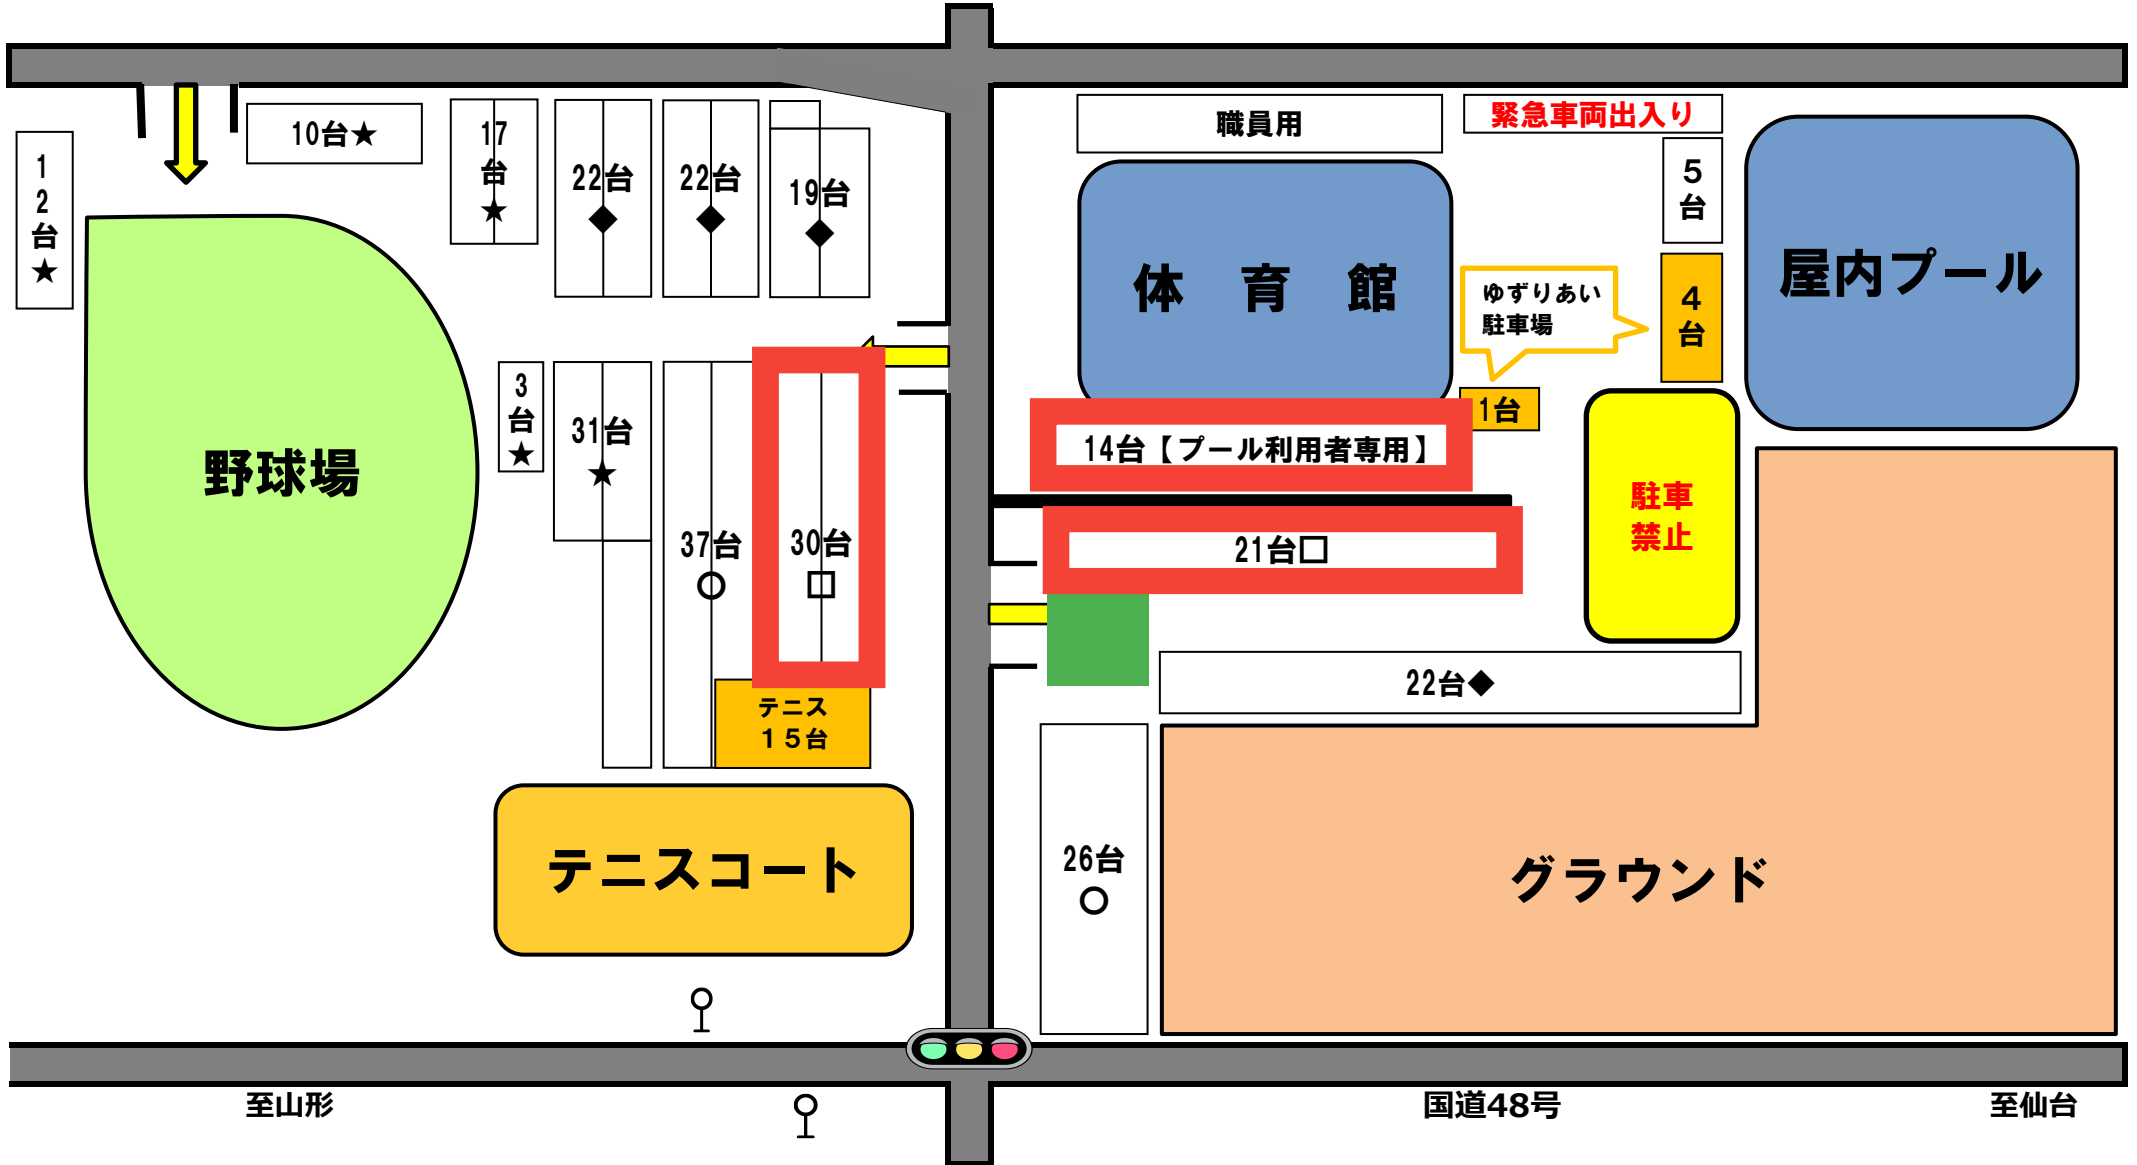 10台★
17
台
★
22台
◆
22台
◆
19台
◆
1
2
台
★
野球場
3
台
★
31台
★
37台
○
30台
□
テニス
15台
テニスコート
職員用
緊急車両出入り
5
台
4
台
体 育 館
屋内プール
ゆずりあい
駐車場
1台
14台【プール利用者専用】
21台□
駐車
禁止
22台◆
26台
○
グラウンド
至山形
国道48号
至仙台